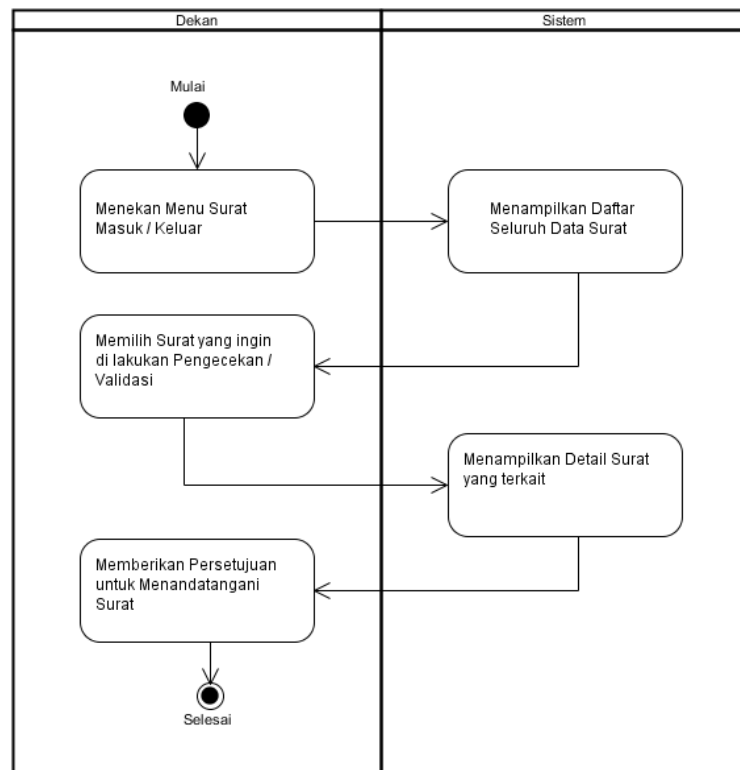 Dekan
Sistem
Mulai
Menekan Menu Surat
Masuk / Keluar
Menampilkan Daftar
Seluruh Data Surat
Memilih Surat yang ingin
di lakukan Pengecekan /
Validasi
Menampilkan Detail Surat
yang terkait
Memberikan Persetujuan
untuk Menandatangani
Surat
Selesai